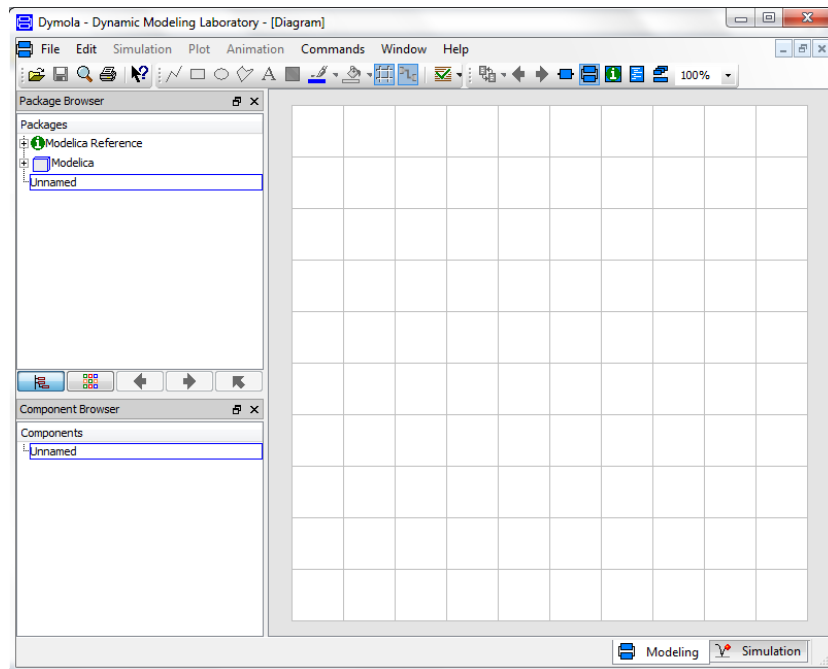 Dymola - Dynamic Modeling Laboratory - [Diagram]
File Edit Simulation Plot Animation Commands Window Help
A 100%
Package Browser
Packages
Modelica Reference
Modelica
Unnamed
Component Browser
Components
Unnamed
Modeling Simulation